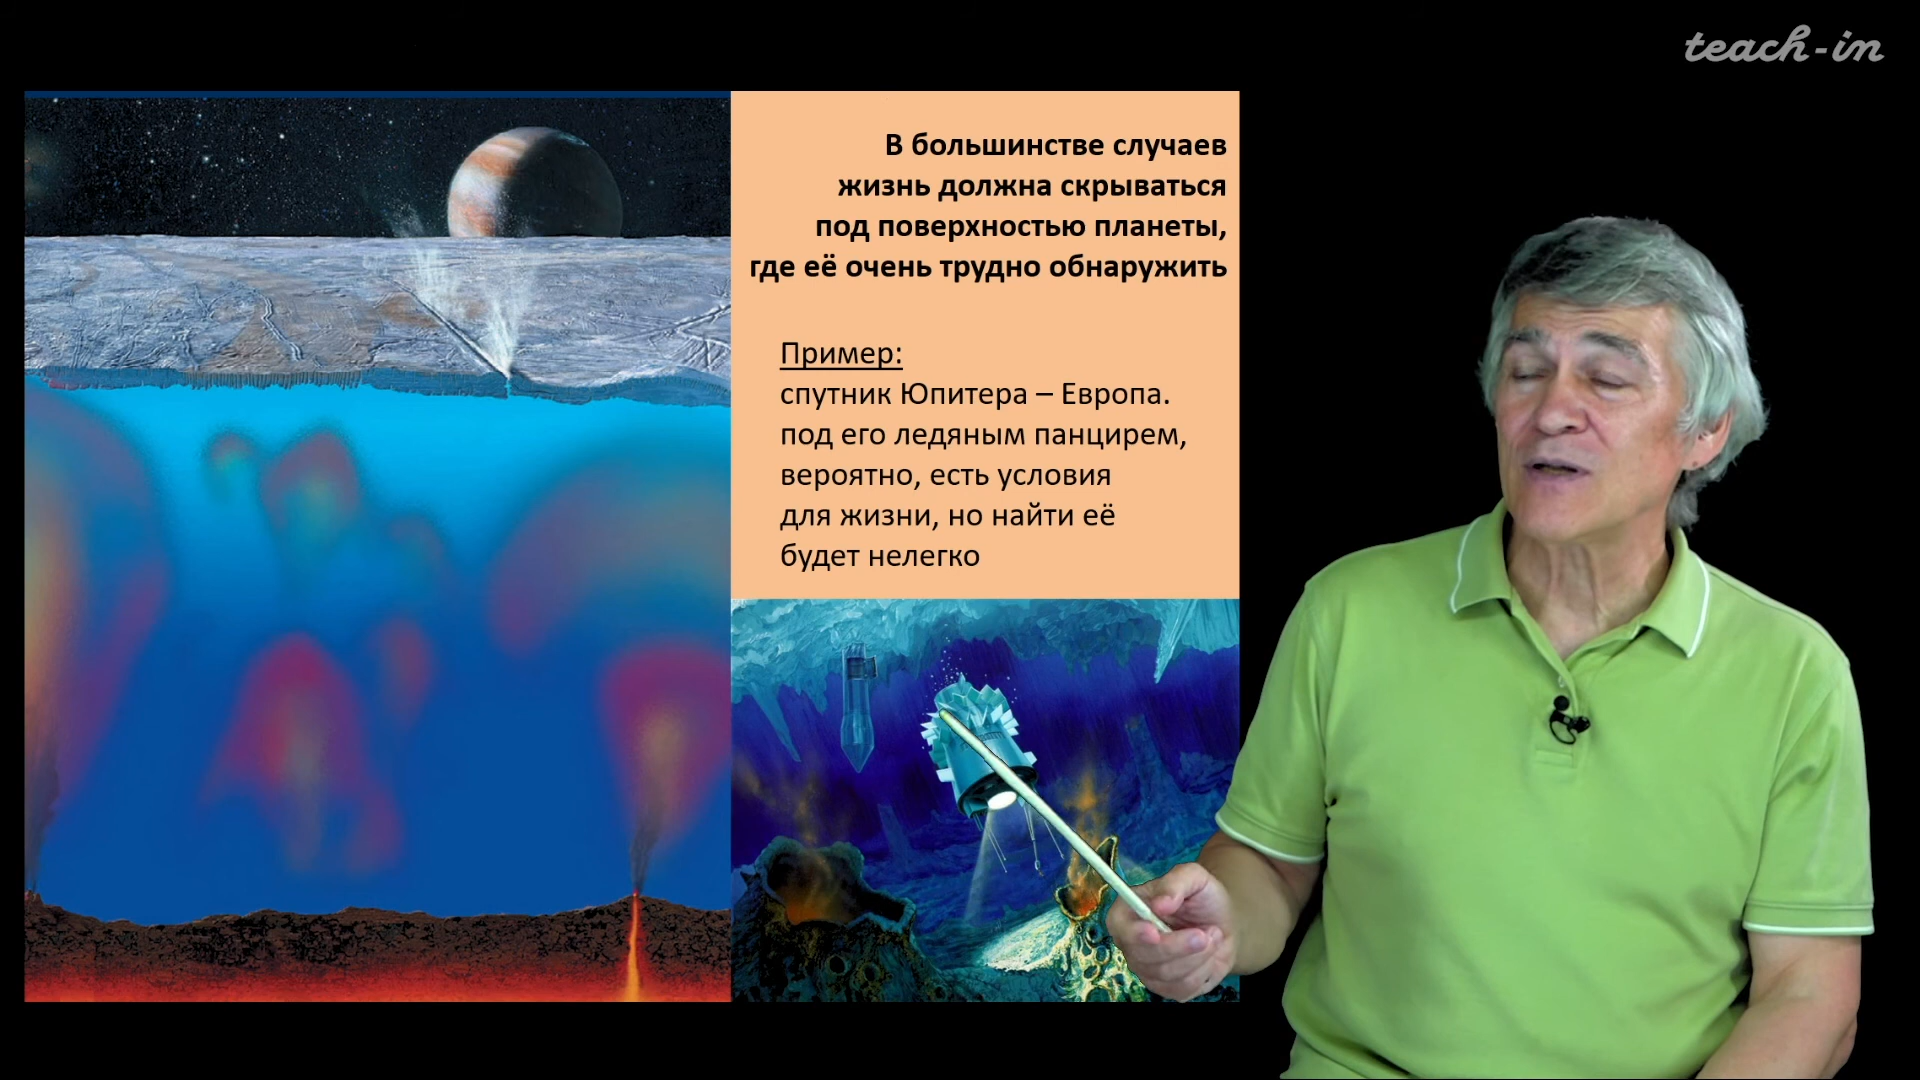 teach-in
В большинстве случаев
жизнь должна скрываться
под поверхностью планеты,
где её очень трудно обнаружить
Пример:
спутник Юпитера – Европа.
под его ледяным панцирем,
вероятно, есть условия
для жизни, но найти её
будет нелегко